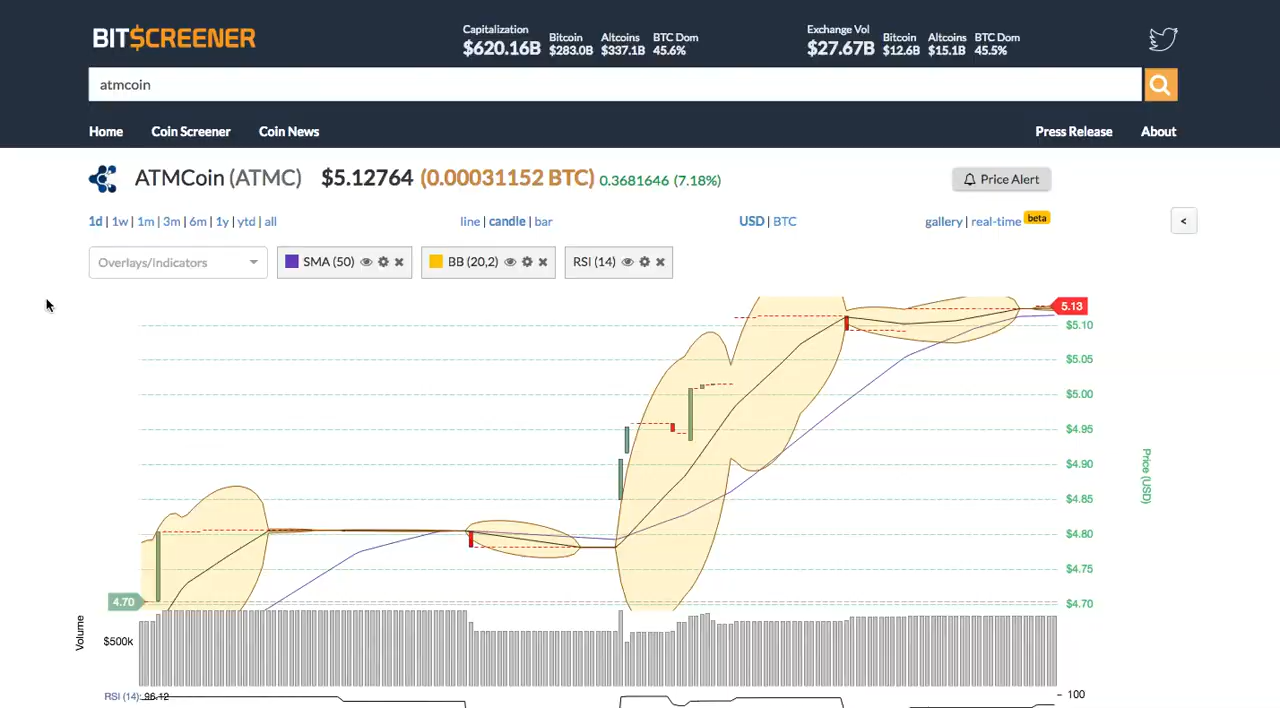 BIT$CREENER
Capitalization
$620.16B
Bitcoin
$283.0B
Altcoins
$337.1B
BTC Dom
45.6%
Exchange Vol
$27.67B
Bitcoin
$12.6B
Altcoins
$15.1B
BTC Dom
45.5%
atmcoin
Home Coin Screener Coin News Press Release About
ATMCoin (ATMC) $5.12764 (0.00031152 BTC) 0.3681646 (7.18%) Price Alert
1d | 1w | 1m | 3m | 6m | 1y | ytd | all line | candle | bar USD | BTC gallery | real-time beta <
Overlays/Indicators SMA (50) BB (20,2) RSI (14)
5.13
$5.10
$5.05
$5.00
$4.95
$4.90
$4.85
$4.80
$4.75
$4.70
Price (USD)
4.70
Volume
$500k
RSI (14): 96.12
100